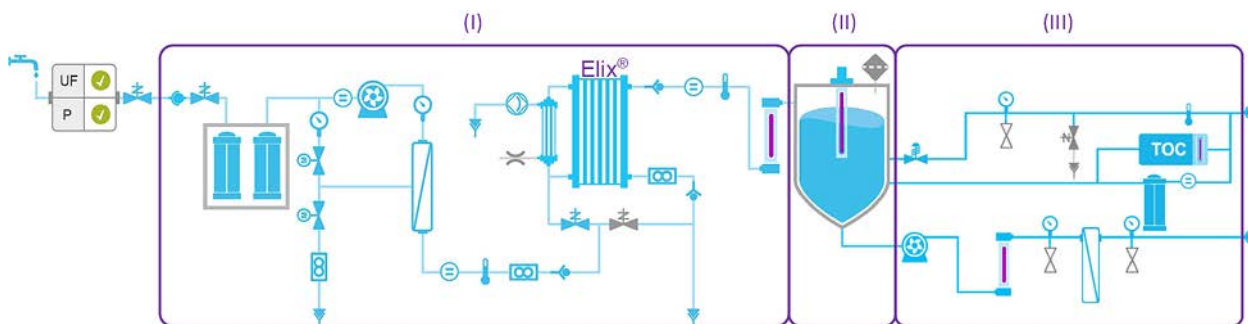 (I)
(II)
(III)
UF
P
Elix®
TOC